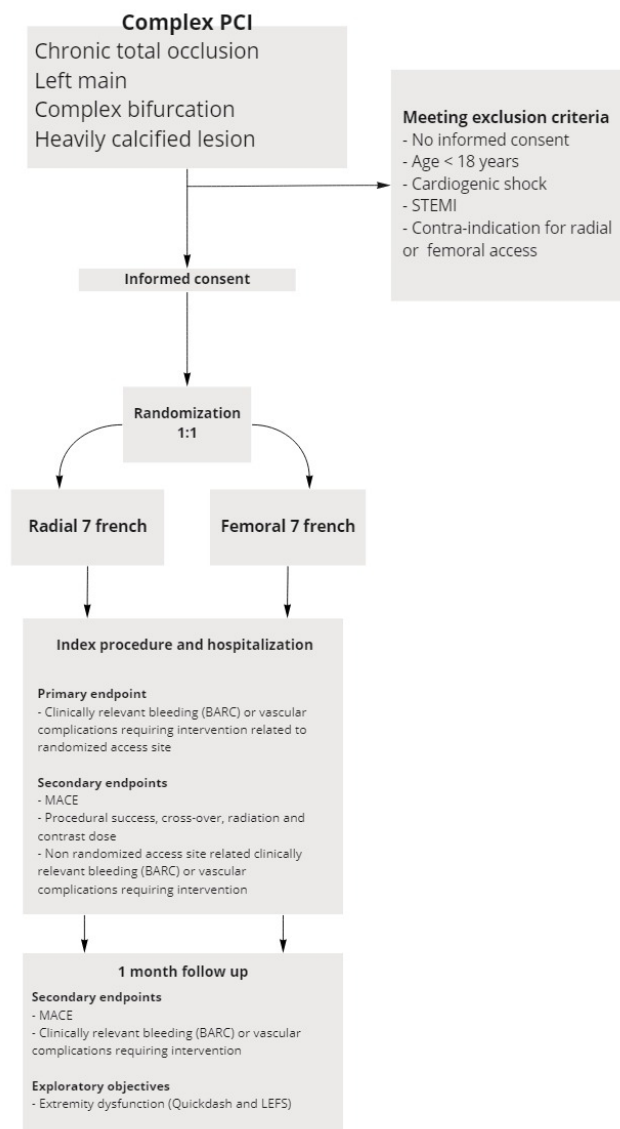 Complex PCI
Chronic total occlusion
Left main
Complex bifurcation
Heavily calcified lesion
Meeting exclusion criteria
- No informed consent
- Age < 18 years
- Cardiogenic shock
- STEMI
- Contra-indication for radial
or femoral access
Informed consent
Randomization
1:1
Radial 7 french
Femoral 7 french
Index procedure and hospitalization
Primary endpoint
- Clinically relevant bleeding (BARC) or vascular
complications requiring intervention related to
randomized access site
Secondary endpoints
- MACE
- Procedural success, cross-over, radiation and
contrast dose
- Non randomized access site related clinically
relevant bleeding (BARC) or vascular
complications requiring intervention
1 month follow up
Secondary endpoints
- MACE
- Clinically relevant bleeding (BARC) or vascular
complications requiring intervention
Exploratory objectives
- Extremity dysfunction (Quickdash and LEFS)